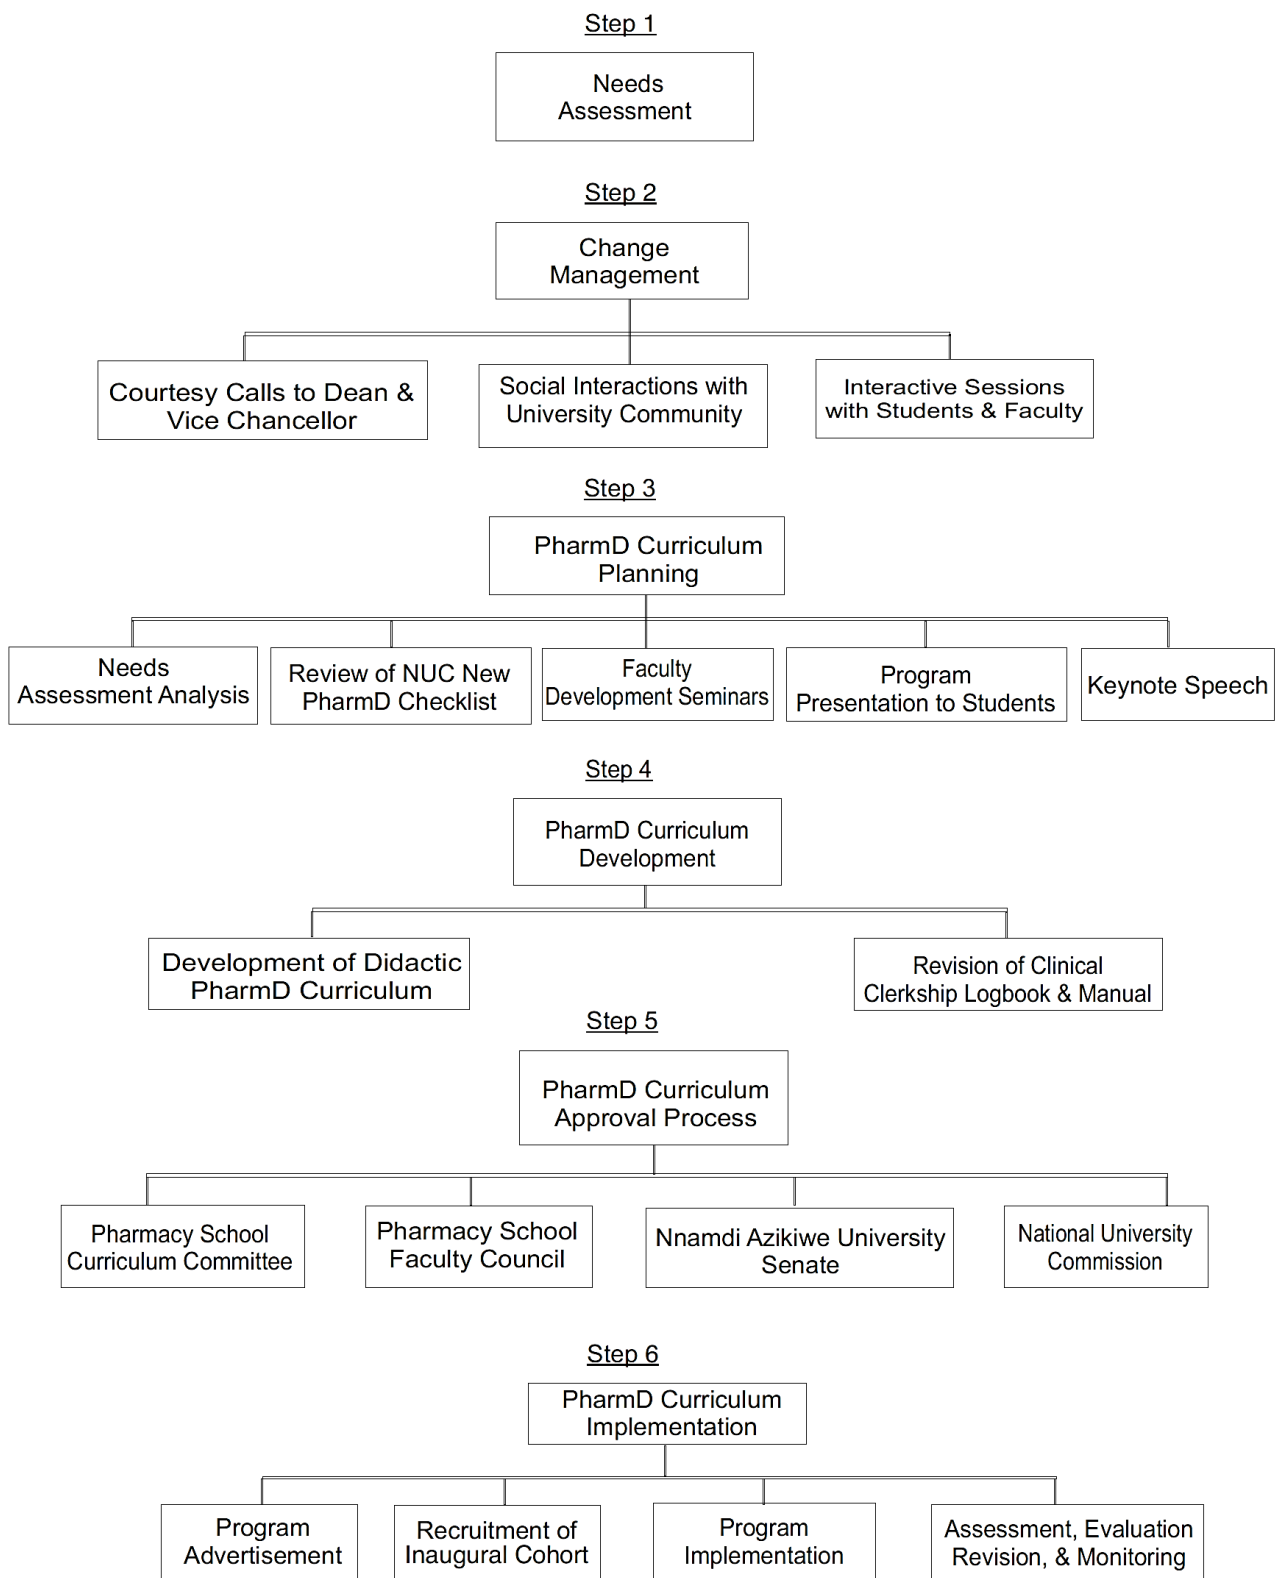 Step 1
Needs
Assessment
Step 2
Change
Management
Courtesy Calls to Dean &
Vice Chancellor
Social Interactions with
University Community
Interactive Sessions
with Students & Faculty
Step 3
PharmD Curriculum
Planning
Needs
Assessment Analysis
Review of NUC New
PharmD Checklist
Faculty
Development Seminars
Program
Presentation to Students
Keynote Speech
Step 4
PharmD Curriculum
Development
Development of Didactic
PharmD Curriculum
Revision of Clinical
Clerkship Logbook & Manual
Step 5
PharmD Curriculum
Approval Process
Pharmacy School
Curriculum Committee
Pharmacy School
Faculty Council
Nnamdi Azikiwe University
Senate
National University
Commission
Step 6
PharmD Curriculum
Implementation
Program
Advertisement
Recruitment of
Inaugural Cohort
Program
Implementation
Assessment, Evaluation
Revision, & Monitoring